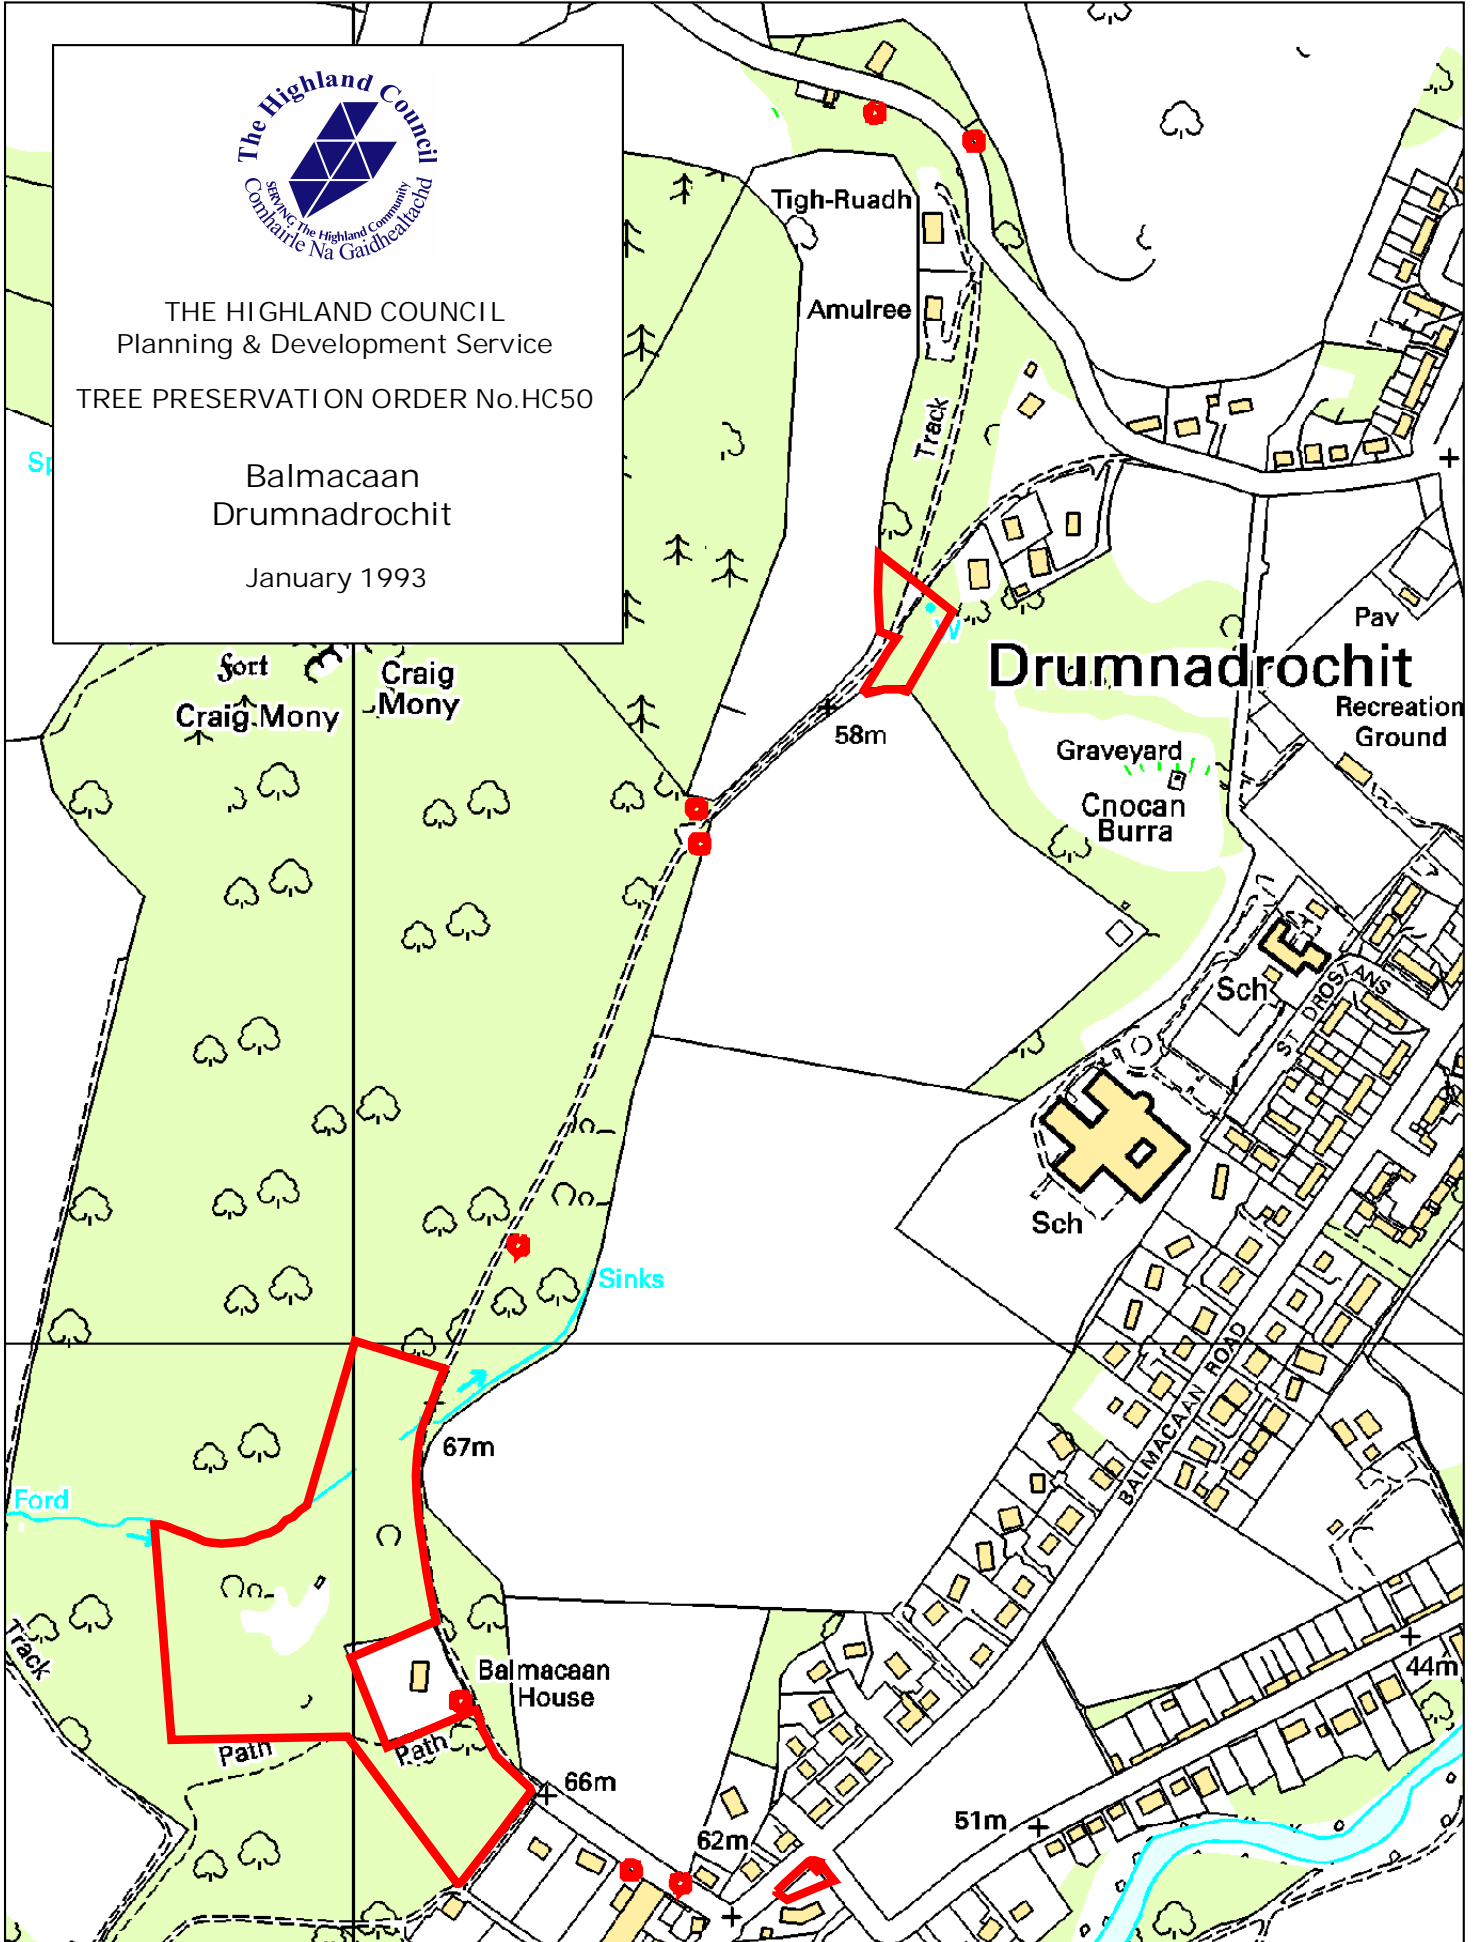 The Highland Council
SERVING The Highland Community
Comhairle Na Gaidhealtachd
THE HIGHLAND COUNCIL
Planning & Development Service
TREE PRESERVATION ORDER No.HC50
Balmacaan
Drumnadrochit
January 1993
Tigh-Ruadh
Amulree
Track
Sp
W
Pav
Drumnadrochit
fort
Craig
Mony
Craig Mony
Recreation
Ground
58m
Graveyard
Cnocan
Burra
Sch
ST DROSTANS
Sch
Sinks
BALMACAAN ROAD
67m
Ford
Track
Balmacaan
House
44m
Path
Path
66m
51m
62m